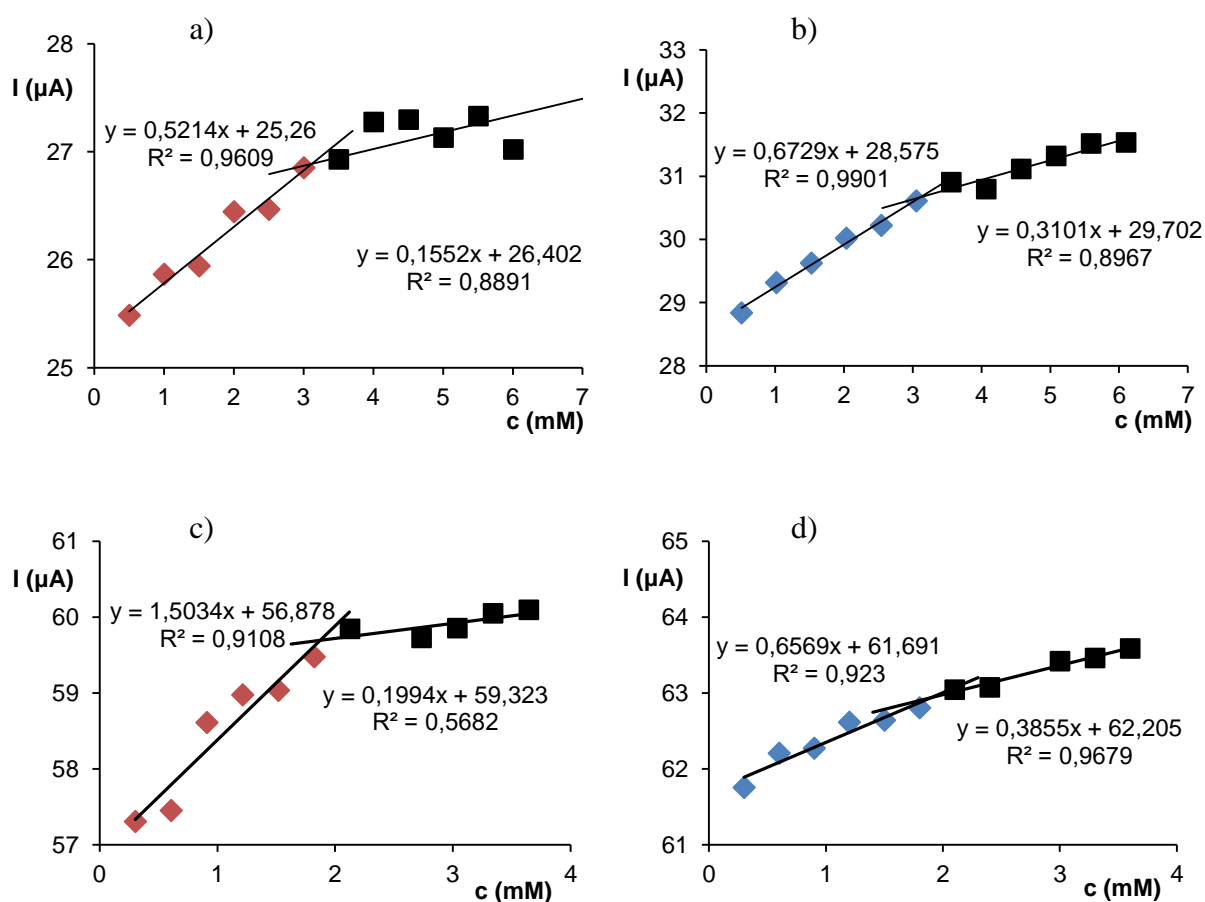 a)
28
I (µA)
27
26
25
y = 0,5214x + 25,26
R² = 0,9609
y = 0,1552x + 26,402
R² = 0,8891
0 1 2 3 4 5 6 7
c (mM)
b)
33
I (µA)
32
31
30
29
28
y = 0,6729x + 28,575
R² = 0,9901
y = 0,3101x + 29,702
R² = 0,8967
0 1 2 3 4 5 6 7
c (mM)
c)
61
I (µA)
60
59
58
57
y = 1,5034x + 56,878
R² = 0,9108
y = 0,1994x + 59,323
R² = 0,5682
0 1 2 3 4
c (mM)
d)
65
I (µA)
64
63
62
61
y = 0,6569x + 61,691
R² = 0,923
y = 0,3855x + 62,205
R² = 0,9679
0 1 2 3 4
c (mM)